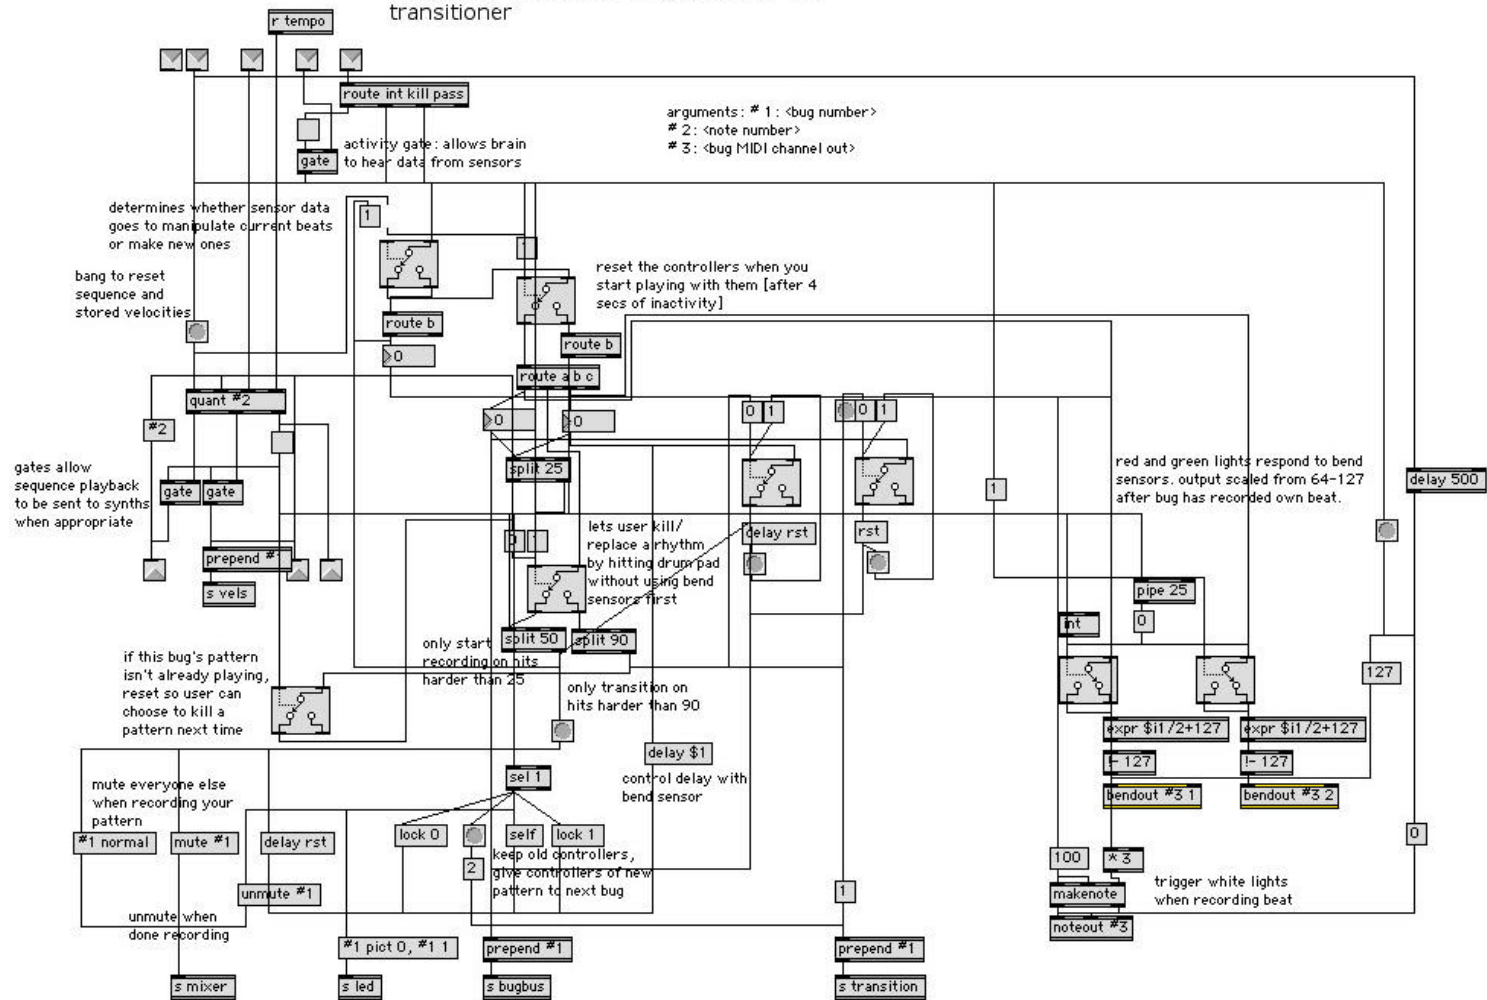 transitioner
r tempo
route int kill pass
arguments: # 1: <bug number>
# 2: <note number>
# 3: <bug MIDI channel out>
activity gate: allows brain
to hear data from sensors
gate
determines whether sensor data
goes to manipulate current beats
or make new ones
1
bang to reset
sequence and
stored velocities
reset the controllers when you
start playing with them [after 4
secs of inactivity]
route b
0
route b
route a b c
quant #2
#2
0
0
0 1
0 1
split 25
gates allow
sequence playback
to be sent to synths
when appropriate
gate
gate
prepend #1
s vels
red and green lights respond to bend
sensors. output scaled from 64-127
after bug has recorded own beat.
1
delay 500
lets user kill/
replace a rhythm
by hitting drum pad
without using bend
sensors first
1
delay rst
rst
pipe 25
0
int
split 50
split 90
only start
recording on hits
harder than 25
only transition on
hits harder than 90
if this bug's pattern
isn't already playing,
reset so user can
choose to kill a
pattern next time
127
expr $i1/2+127
expr $i1/2+127
!- 127
!- 127
bendout #3 1
bendout #3 2
delay $1
control delay with
bend sensor
sel 1
mute everyone else
when recording your
pattern
#1 normal
mute #1
delay rst
lock 0
self
lock 1
0
keep old controllers,
give controllers of new
pattern to next bug
2
unmute #1
1
unmute when
done recording
100
* 3
makenote
noteout #3
trigger white lights
when recording beat
#1 pict 0, #1 1
prepend #1
prepend #1
s mixer
s led
s bugbus
s transition